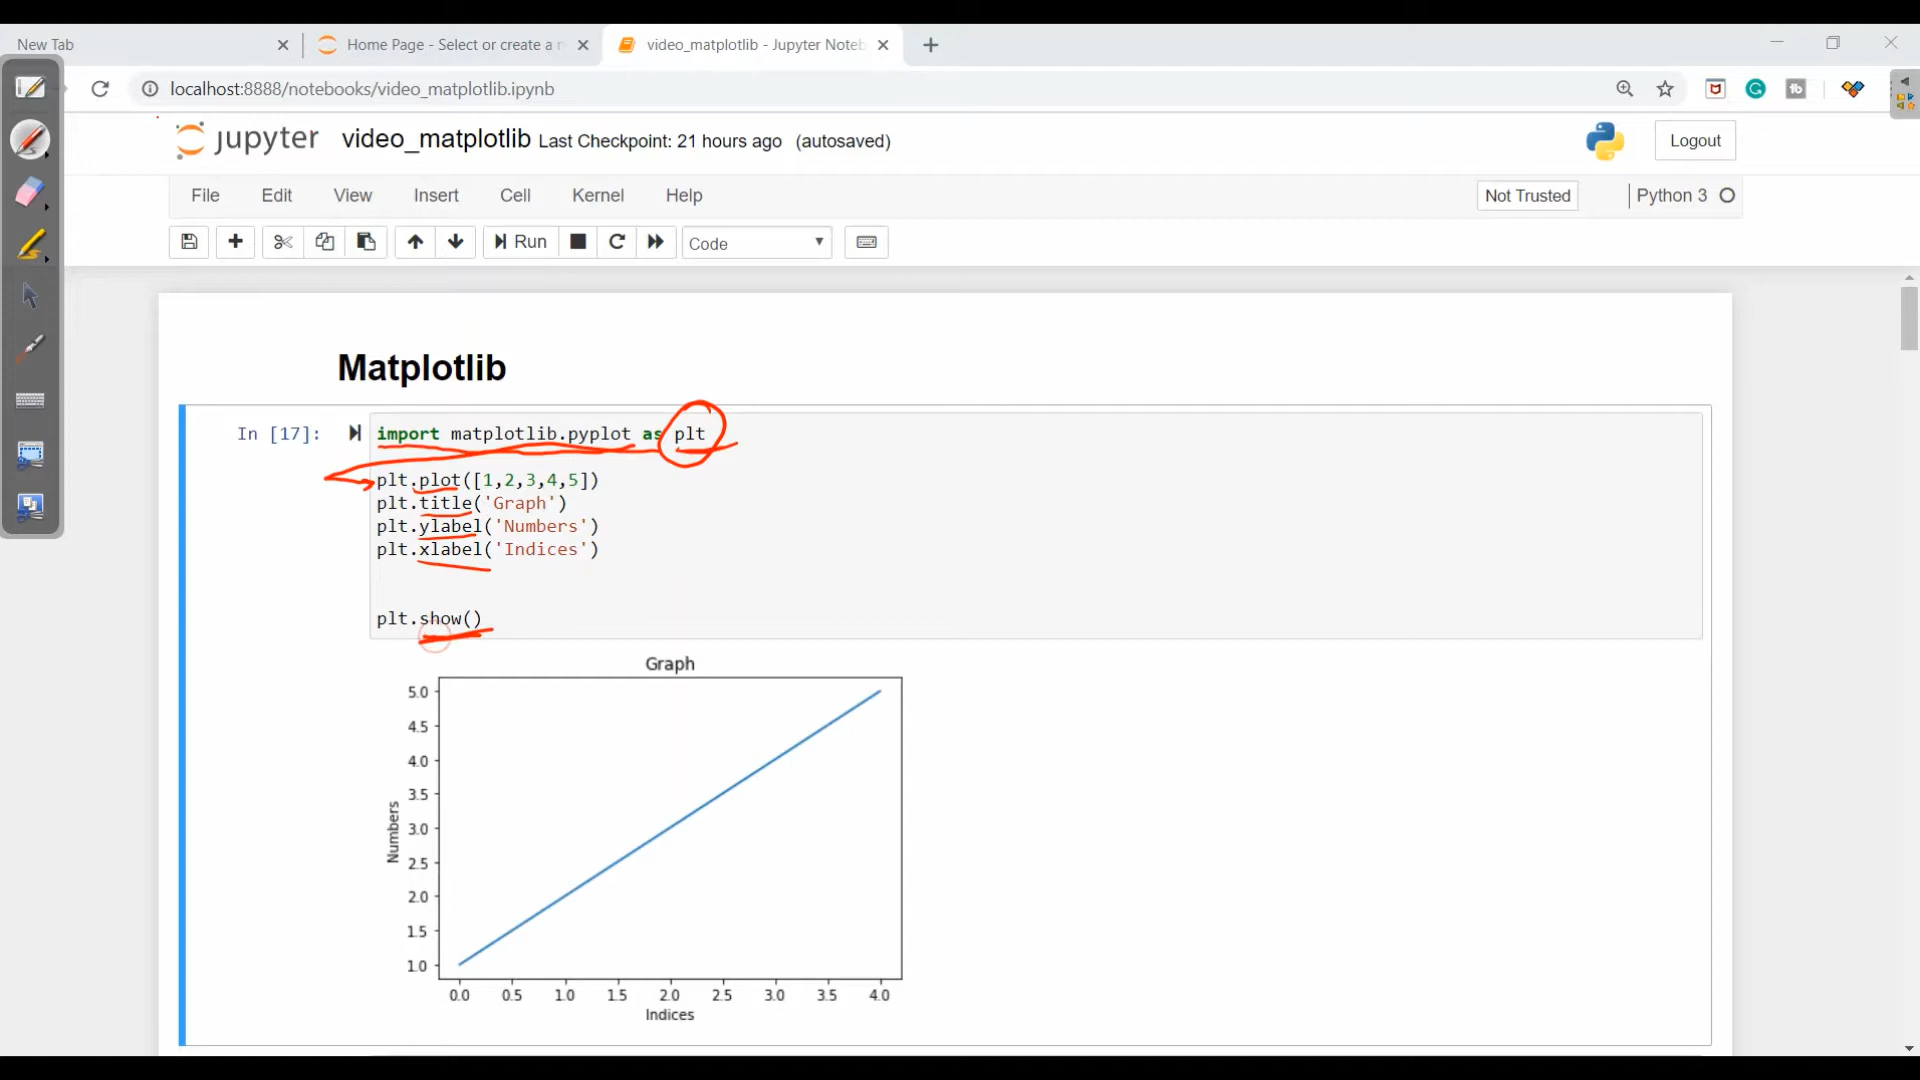 New Tab
Home Page - Select or create a n
video_matplotlib - Jupyter Noteb
localhost:8888/notebooks/video_matplotlib.ipynb
jupyter video_matplotlib Last Checkpoint: 21 hours ago (autosaved)
Logout
File Edit View Insert Cell Kernel Help
Not Trusted
Python 3
Run
Code
Matplotlib
In [17]:
import matplotlib.pyplot as plt
plt.plot([1,2,3,4,5])
plt.title('Graph')
plt.ylabel('Numbers')
plt.xlabel('Indices')
plt.show()
Graph
5.0
4.5
4.0
3.5
3.0
2.5
2.0
1.5
1.0
Numbers
0.0 0.5 1.0 1.5 2.0 2.5 3.0 3.5 4.0
Indices